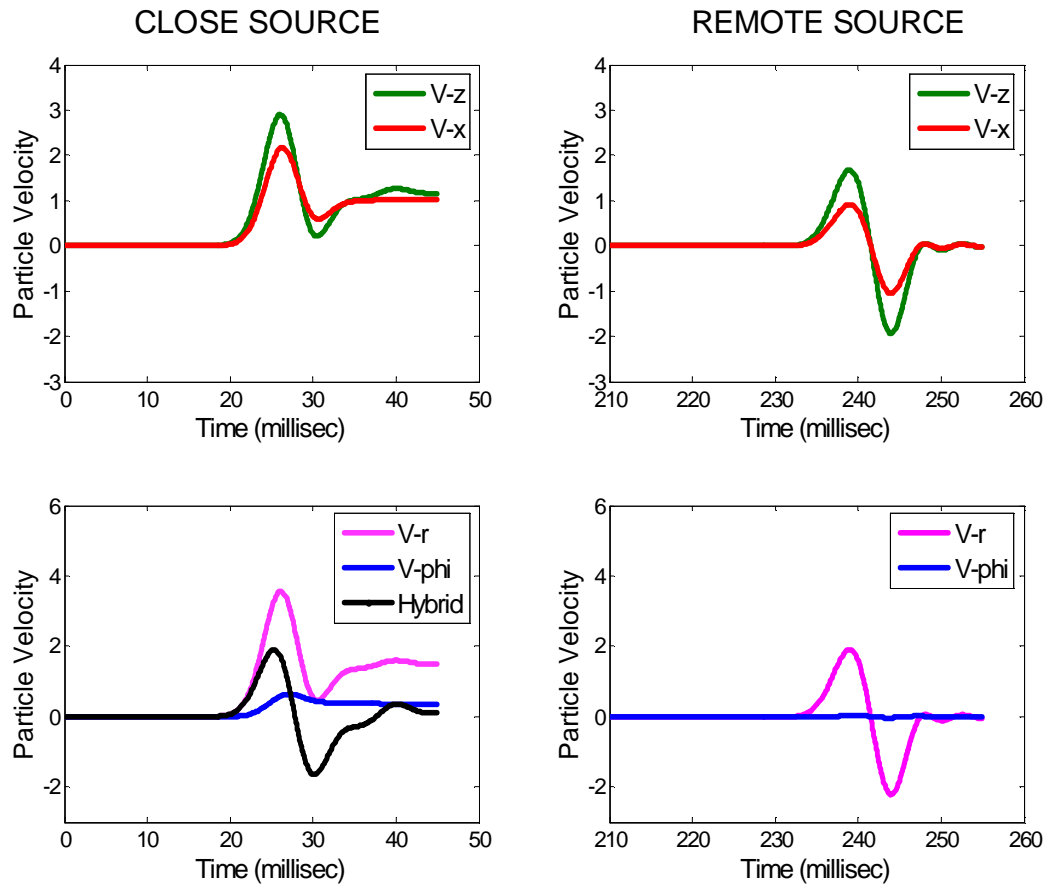 CLOSE SOURCE
REMOTE SOURCE
4
3
2
1
0
-1
-2
-3
Particle Velocity
V-z
V-x
0
10
20
30
40
50
Time (millisec)
4
3
2
1
0
-1
-2
-3
Particle Velocity
V-z
V-x
210
220
230
240
250
260
Time (millisec)
6
4
2
0
-2
Particle Velocity
V-r
V-phi
Hybrid
0
10
20
30
40
50
Time (millisec)
6
4
2
0
-2
Particle Velocity
V-r
V-phi
210
220
230
240
250
260
Time (millisec)